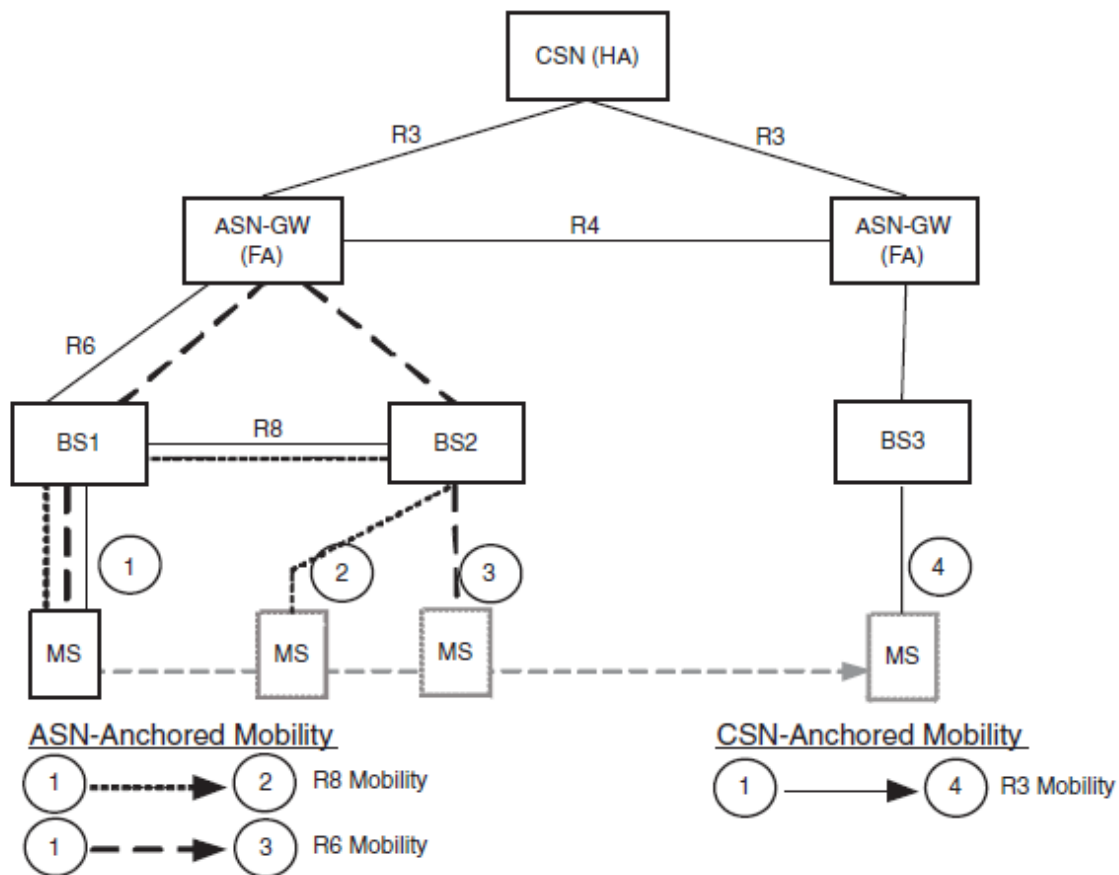 CSN (HA)
R3
R3
ASN-GW
(FA)
R4
ASN-GW
(FA)
R6
BS1
R8
BS2
BS3
1
2
3
4
MS
MS
MS
MS
ASN-Anchored Mobility
CSN-Anchored Mobility
1
2
R8 Mobility
1
4
R3 Mobility
1
3
R6 Mobility